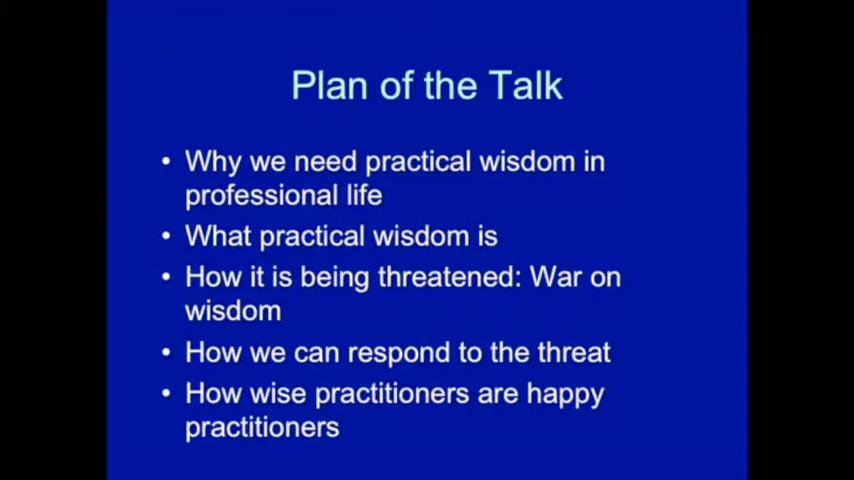 Plan of the Talk
• Why we need practical wisdom in
professional life
• What practical wisdom is
• How it is being threatened: War on
wisdom
• How we can respond to the threat
• How wise practitioners are happy
practitioners